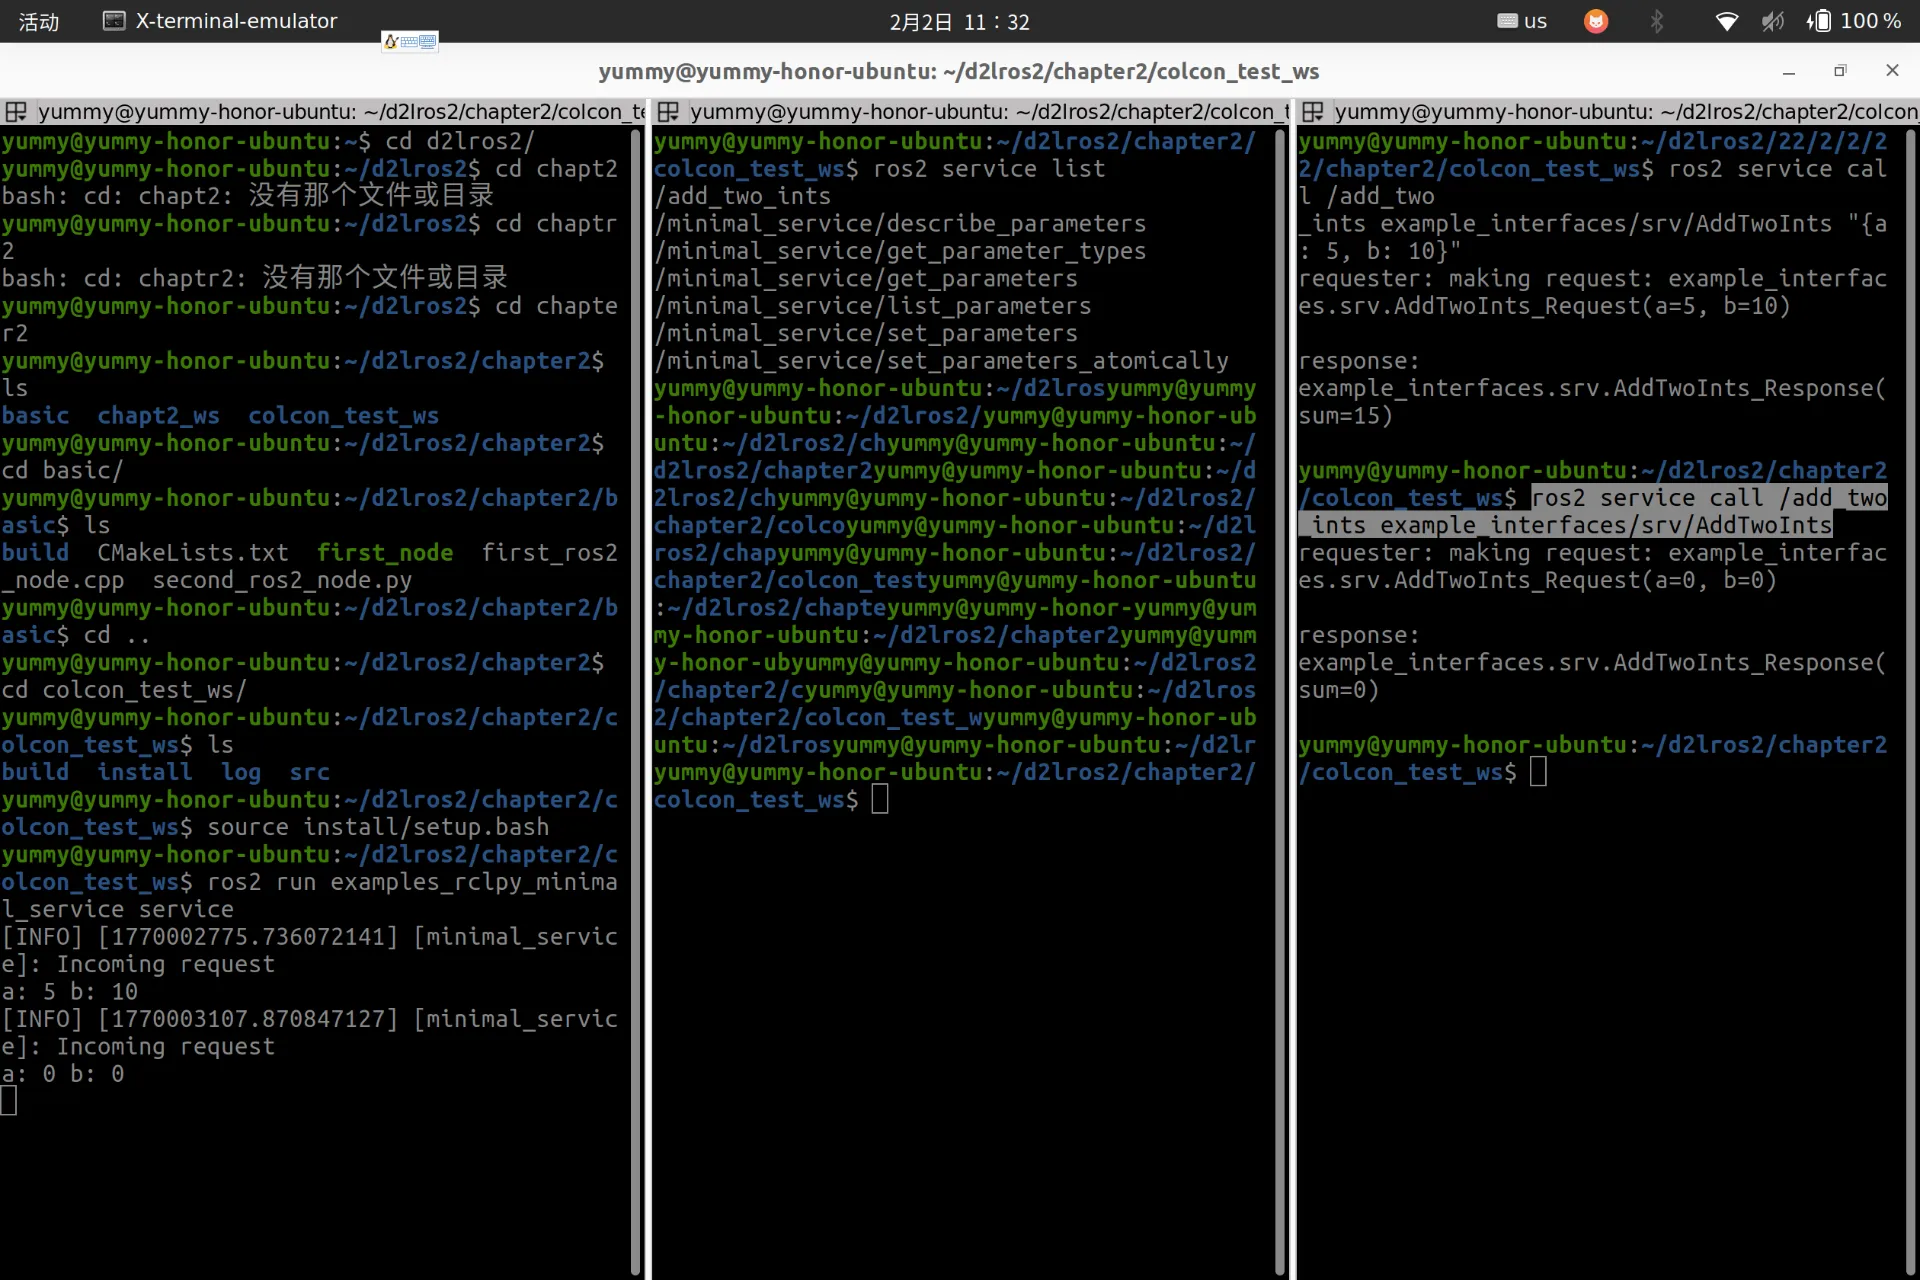 活动 X-terminal-emulator 2月2日 11：32 us 100 %
yummy@yummy-honor-ubuntu: ~/d2lros2/chapter2/colcon_test_ws
yummy@yummy-honor-ubuntu: ~/d2lros2/chapter2/colcon_te
yummy@yummy-honor-ubuntu:~$ cd d2lros2/
yummy@yummy-honor-ubuntu:~/d2lros2$ cd chapt2
bash: cd: chapt2: 没有那个文件或目录
yummy@yummy-honor-ubuntu:~/d2lros2$ cd chaptr
2
bash: cd: chaptr2: 没有那个文件或目录
yummy@yummy-honor-ubuntu:~/d2lros2$ cd chapte
r2
yummy@yummy-honor-ubuntu:~/d2lros2/chapter2$
ls
basic  chapt2_ws  colcon_test_ws
yummy@yummy-honor-ubuntu:~/d2lros2/chapter2$
cd basic/
yummy@yummy-honor-ubuntu:~/d2lros2/chapter2/b
asic$ ls
build  CMakeLists.txt  first_node  first_ros2
_node.cpp  second_ros2_node.py
yummy@yummy-honor-ubuntu:~/d2lros2/chapter2/b
asic$ cd ..
yummy@yummy-honor-ubuntu:~/d2lros2/chapter2$
cd colcon_test_ws/
yummy@yummy-honor-ubuntu:~/d2lros2/chapter2/c
olcon_test_ws$ ls
build  install  log  src
yummy@yummy-honor-ubuntu:~/d2lros2/chapter2/c
olcon_test_ws$ source install/setup.bash
yummy@yummy-honor-ubuntu:~/d2lros2/chapter2/c
olcon_test_ws$ ros2 run examples_rclpy_minima
l_service service
[INFO] [1770002775.736072141] [minimal_servic
e]: Incoming request
a: 5 b: 10
[INFO] [1770003107.870847127] [minimal_servic
e]: Incoming request
a: 0 b: 0
yummy@yummy-honor-ubuntu: ~/d2lros2/chapter2/colcon_t
yummy@yummy-honor-ubuntu:~/d2lros2/chapter2/
colcon_test_ws$ ros2 service list
/add_two_ints
/minimal_service/describe_parameters
/minimal_service/get_parameter_types
/minimal_service/get_parameters
/minimal_service/list_parameters
/minimal_service/set_parameters
/minimal_service/set_parameters_atomically
yummy@yummy-honor-ubuntu:~/d2lrosyummy@yummy
-honor-ubuntu:~/d2lros2/yummy@yummy-honor-ub
untu:~/d2lros2/chyummy@yummy-honor-ubuntu:~/
d2lros2/chapter2yummy@yummy-honor-ubuntu:~/d
2lros2/chyummy@yummy-honor-ubuntu:~/d2lros2/
chapter2/colcoyummy@yummy-honor-ubuntu:~/d2l
ros2/chapyummy@yummy-honor-ubuntu:~/d2lros2/
chapter2/colcon_testyummy@yummy-honor-ubuntu
:~/d2lros2/chapteyummy@yummy-honor-yummy@yum
my-honor-ubuntu:~/d2lros2/chapter2yummy@yumm
y-honor-ubyummy@yummy-honor-ubuntu:~/d2lros2
/chapter2/cyummy@yummy-honor-ubuntu:~/d2lros
2/chapter2/colcon_test_wyummy@yummy-honor-ub
untu:~/d2lrosyummy@yummy-honor-ubuntu:~/d2lr
yummy@yummy-honor-ubuntu:~/d2lros2/chapter2/
colcon_test_ws$
yummy@yummy-honor-ubuntu: ~/d2lros2/chapter2/colcon
yummy@yummy-honor-ubuntu:~/d2lros2/22/2/2/2
2/chapter2/colcon_test_ws$ ros2 service cal
l /add_two
_ints example_interfaces/srv/AddTwoInts "{a
: 5, b: 10}"
requester: making request: example_interfac
es.srv.AddTwoInts_Request(a=5, b=10)
response:
example_interfaces.srv.AddTwoInts_Response(
sum=15)
yummy@yummy-honor-ubuntu:~/d2lros2/chapter2
/colcon_test_ws$ ros2 service call /add_two
_ints example_interfaces/srv/AddTwoInts
requester: making request: example_interfac
es.srv.AddTwoInts_Request(a=0, b=0)
response:
example_interfaces.srv.AddTwoInts_Response(
sum=0)
yummy@yummy-honor-ubuntu:~/d2lros2/chapter2
/colcon_test_ws$